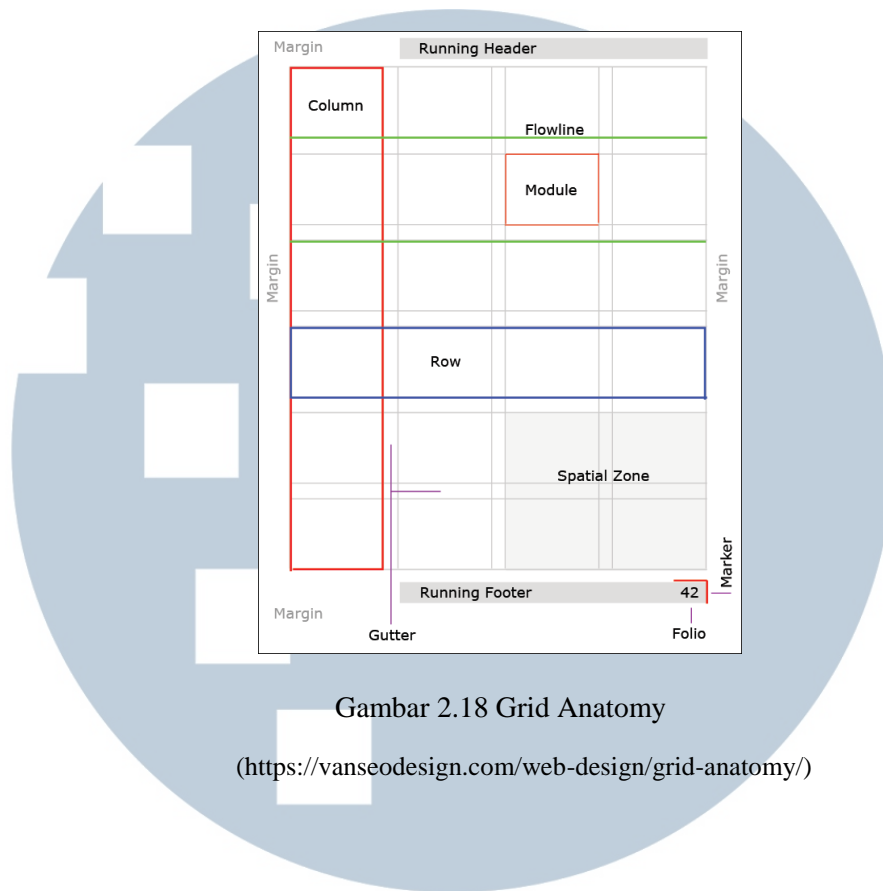 Margin
Running Header
Column
Flowline
Module
Margin
Margin
Row
Spatial Zone
Marker
Running Footer
42
Margin
Gutter
Folio
Gambar 2.18 Grid Anatomy
(https://vanseodesign.com/web-design/grid-anatomy/)